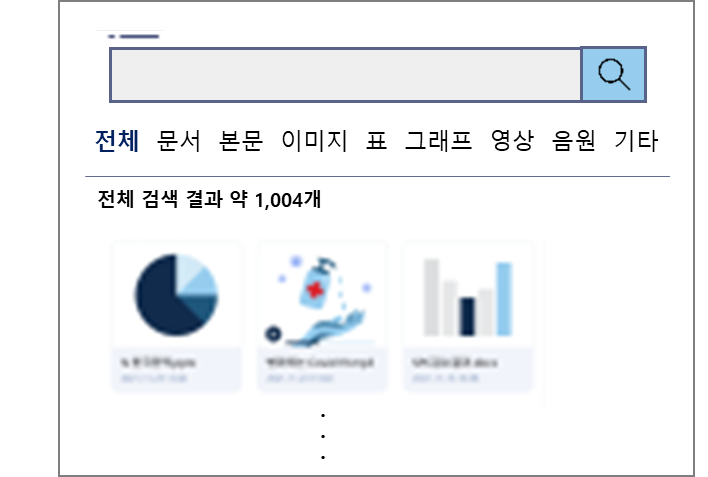 전체 문서 본문 이미지 표 그래프 영상 음원 기타
전체 검색 결과 약 1,004개